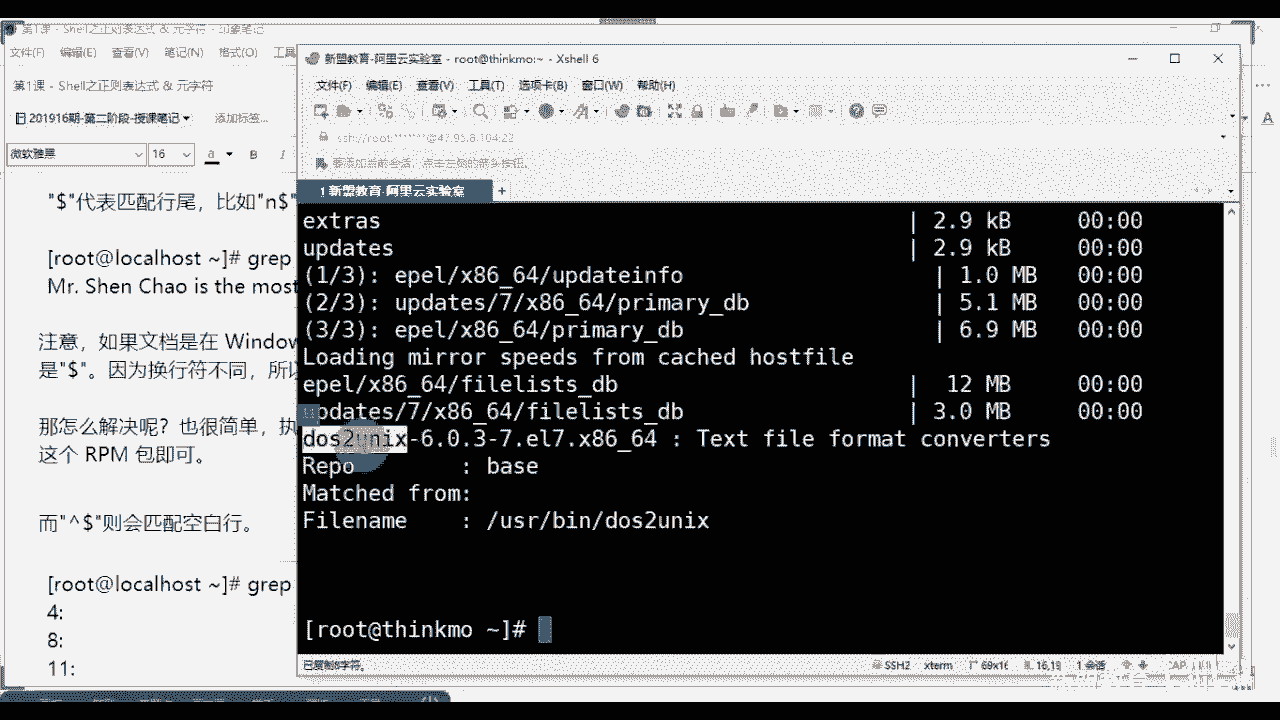 第1课 - Shell之正则表达式 & 元字符 - 印象笔记
文件(F) 编辑(E) 查看(V) 笔记(N) 格式(O) 工具
第1课 - Shell之正则表达式 & 元字符
201916期-第二阶段-授课笔记 添加标签...
微软雅黑 16 a B I
A
"$"代表匹配行尾，比如"n$"
[root@localhost ~]# grep
Mr. Shen Chao is the most
注意，如果文档是在 Window
是"$"。因为换行符不同，所以
那怎么解决呢？也很简单，执
这个 RPM 包即可。
而"^$"则会匹配空白行。
[root@localhost ~]# grep
4:
8:
11:
新盟教育-阿里云实验室 - root@thinkmo:~ - Xshell 6
文件(F) 编辑(E) 查看(V) 工具(T) 选项卡(B) 窗口(W) 帮助(H)
ssh://root:*******@47.95.8.104:22
要添加当前会话，点击左侧的箭头按钮。
1 新盟教育-阿里云实验室 +
extras | 2.9 kB 00:00
updates | 2.9 kB 00:00
(1/3): epel/x86_64/updateinfo | 1.0 MB 00:00
(2/3): updates/7/x86_64/primary_db | 5.1 MB 00:00
(3/3): epel/x86_64/primary_db | 6.9 MB 00:00
Loading mirror speeds from cached hostfile
epel/x86_64/filelists_db | 12 MB 00:00
updates/7/x86_64/filelists_db | 3.0 MB 00:00
dos2unix-6.0.3-7.el7.x86_64 : Text file format converters
Repo : base
Matched from:
Filename : /usr/bin/dos2unix
[root@thinkmo ~]#
已复制8字符。 SSH2 xterm 69x16 16,18 1 会话